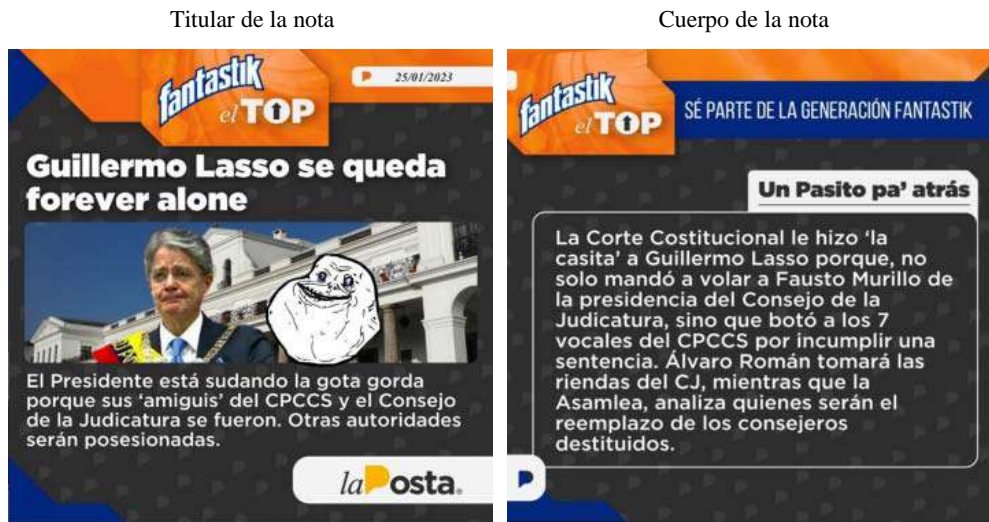 Titular de la nota
Cuerpo de la nota
fantastik
el TOP
25/01/2023
Guillermo Lasso se queda
forever alone
El Presidente está sudando la gota gorda
porque sus ‘amiguis’ del CPCCS y el Consejo
de la Judicatura se fueron. Otras autoridades
serán posesionadas.
la Posta.
fantastik
el TOP
SÉ PARTE DE LA GENERACIÓN FANTASTIK
Un Pasito pa’ atrás
La Corte Costitucional le hizo ‘la
casita’ a Guillermo Lasso porque, no
solo mandó a volar a Fausto Murillo de
la presidencia del Consejo de la
Judicatura, sino que botó a los 7
vocales del CPCCS por incumplir una
sentencia. Álvaro Román tomará las
riendas del CJ, mientras que la
Asamlea, analiza quienes serán el
reemplazo de los consejeros
destituidos.